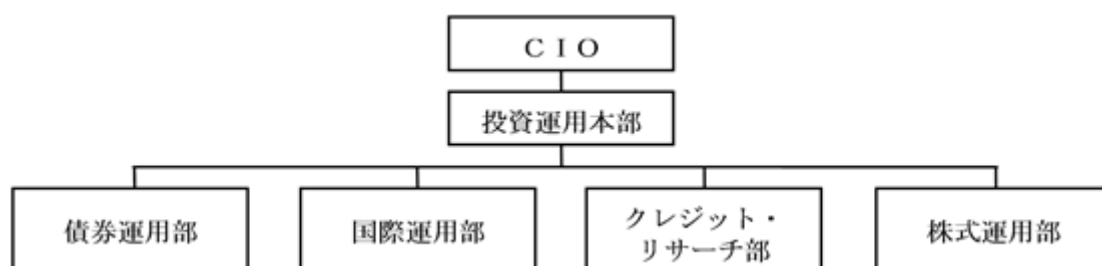 ＣＩＯ
投資運用本部
債券運用部
国際運用部
クレジット・
リサーチ部
株式運用部